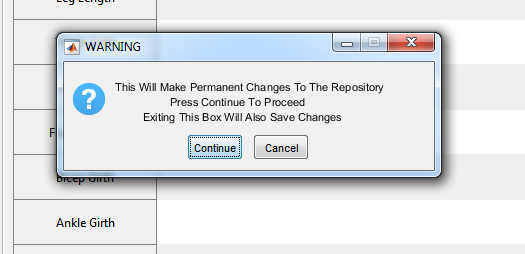 Leg Length
WARNING
This Will Make Permanent Changes To The Repository
Press Continue To Proceed
Exiting This Box Will Also Save Changes
Continue
Cancel
Bicep Girth
Ankle Girth